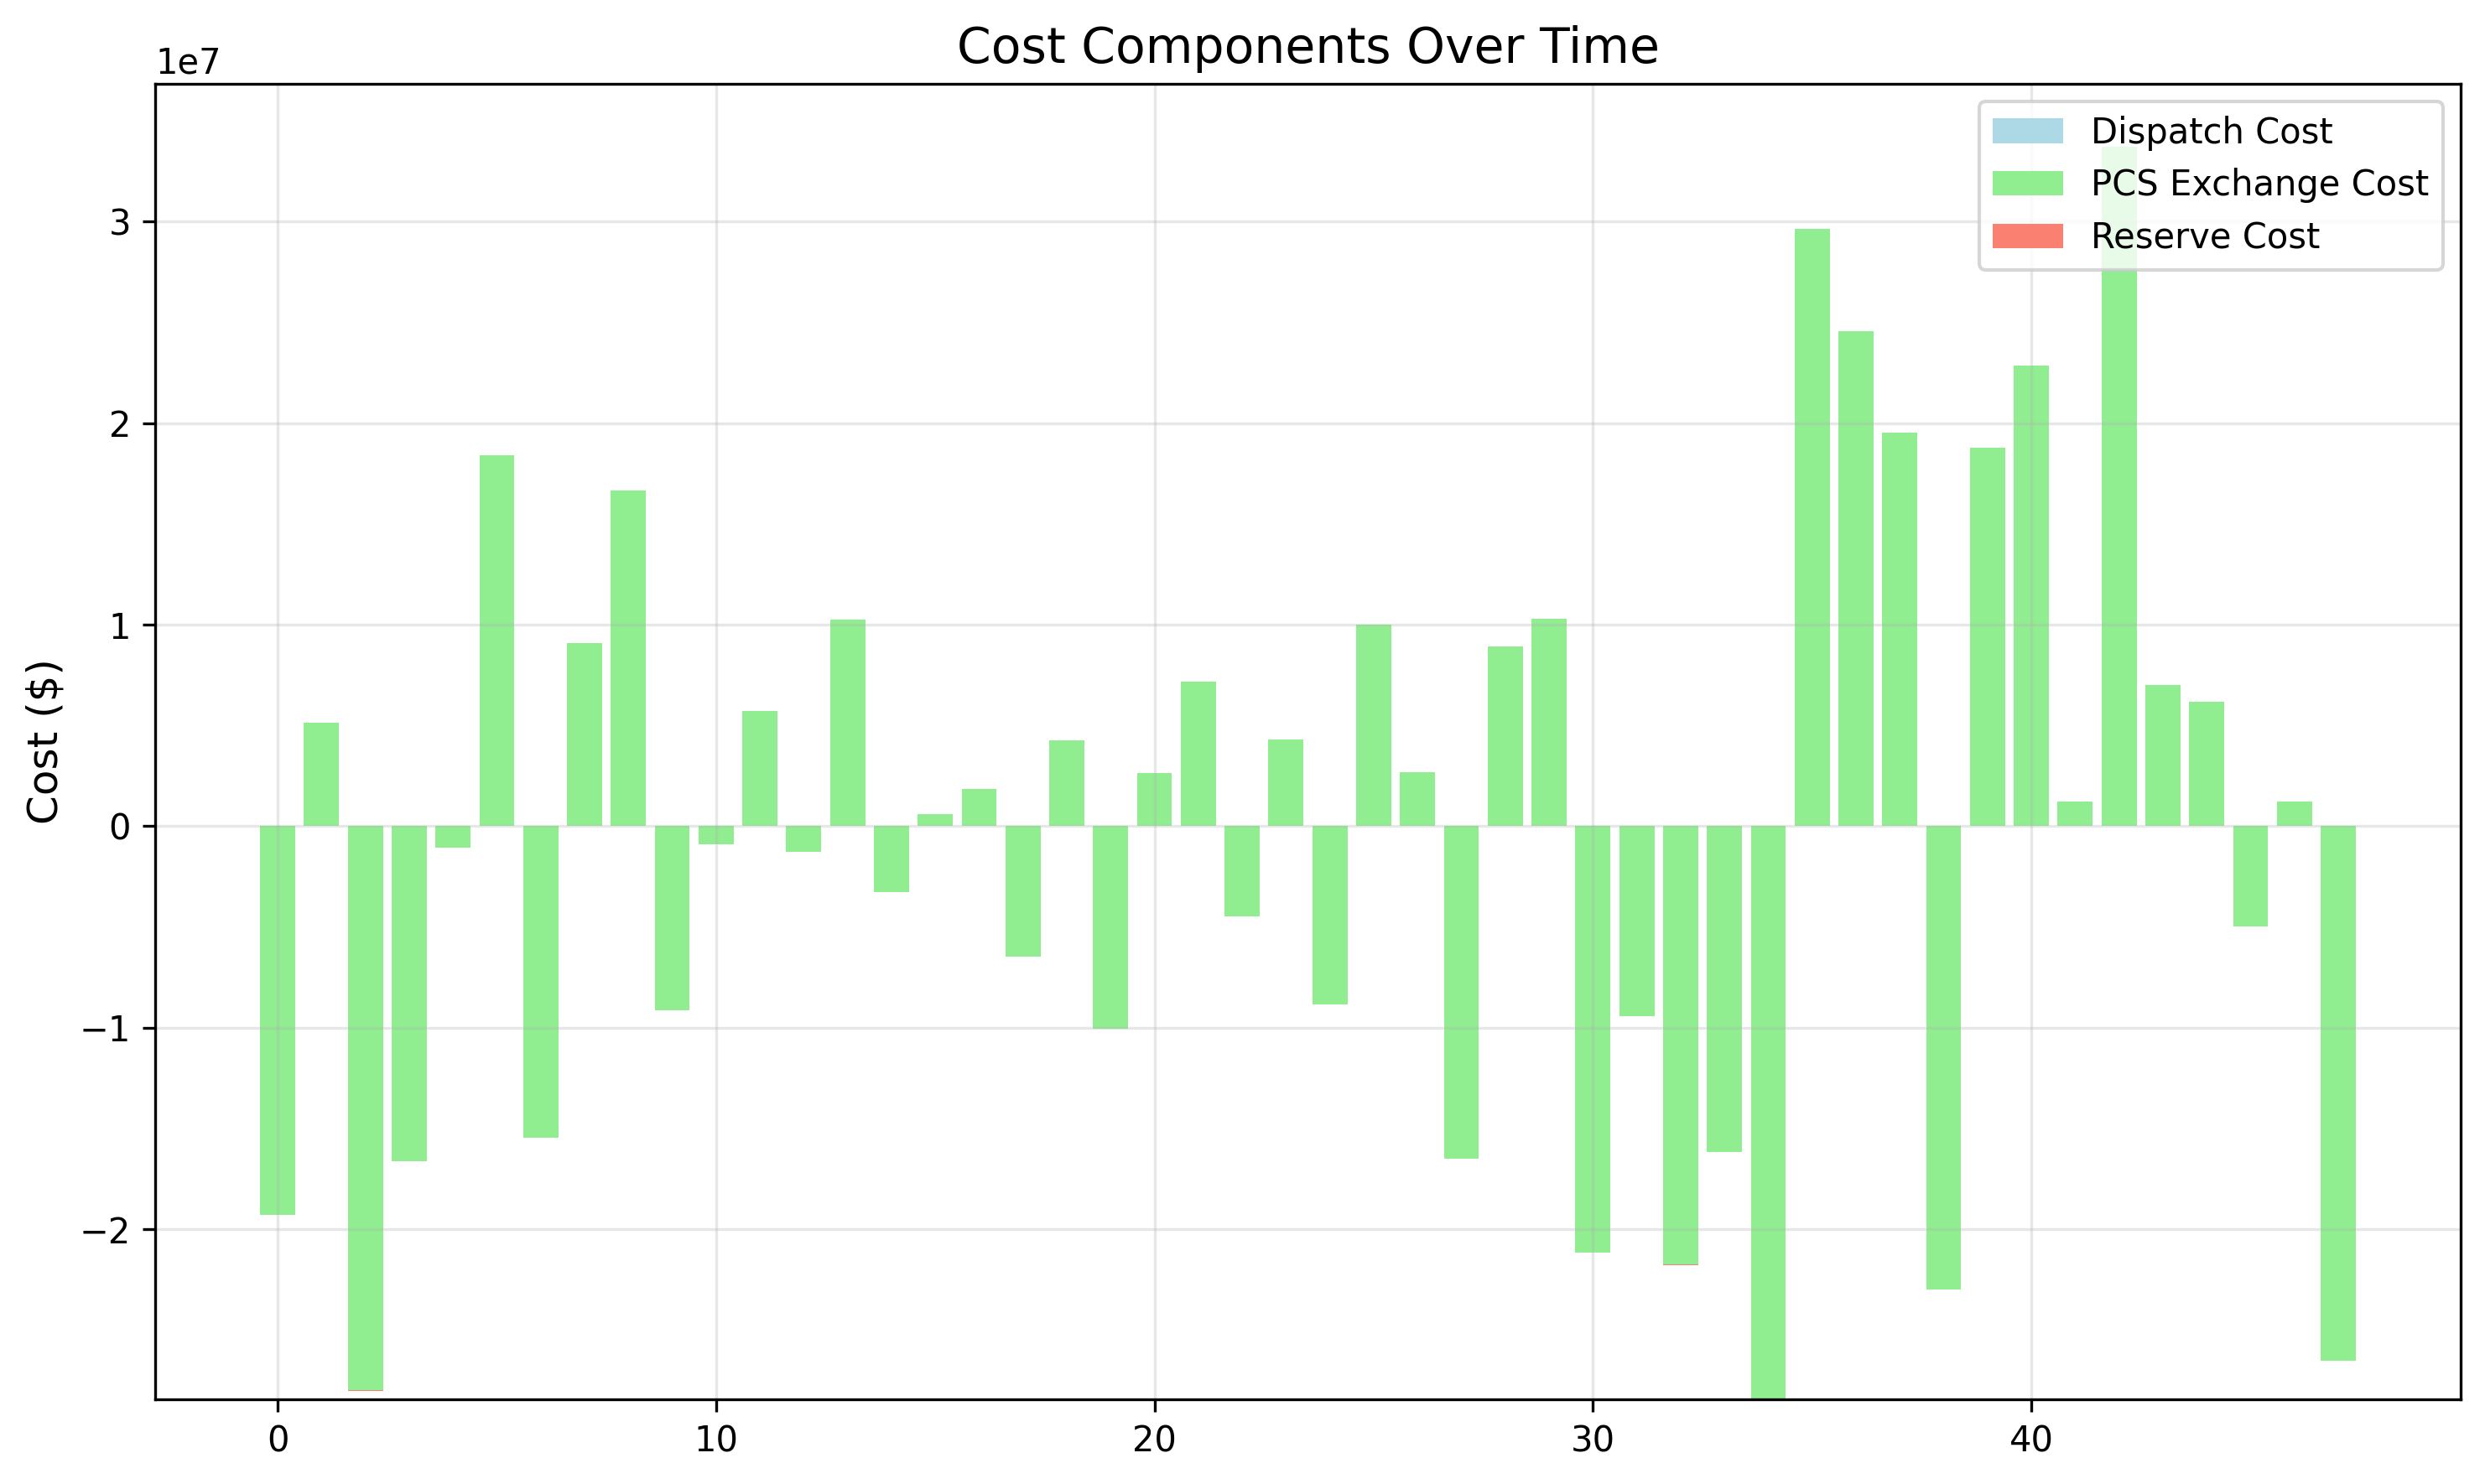 Cost Components Over Time
1e7
Dispatch Cost
PCS Exchange Cost
Reserve Cost
3
2
1
0
−1
−2
Cost ($)
0 10 20 30 40